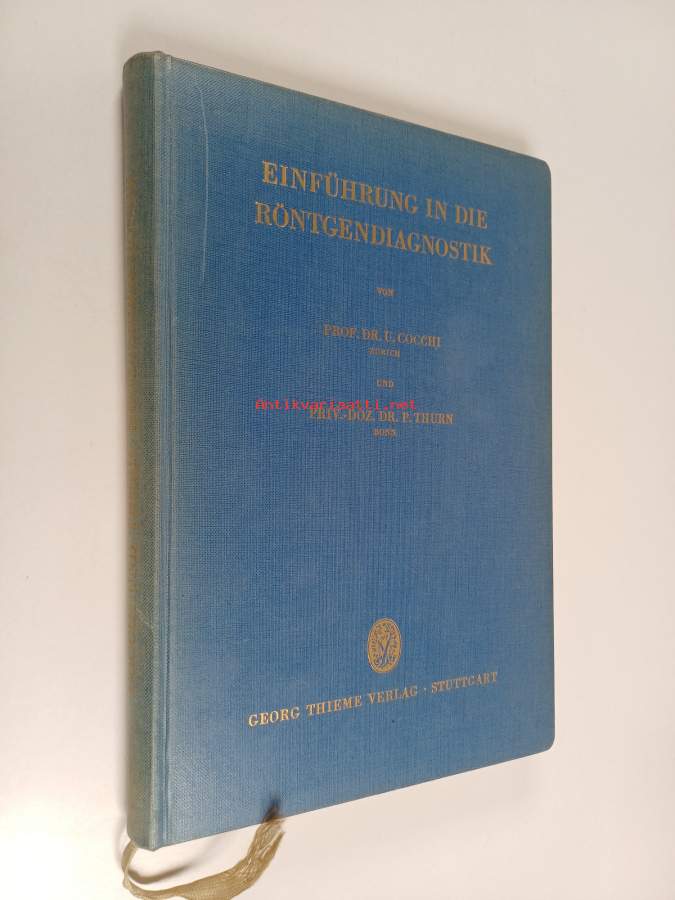 EINFÜHRUNG IN DIE
RÖNTGENDIAGNOSTIK
VON
PROF. DR. U. COCCHI
ZÜRICH
UND
Antikvariaatti.net
PRIV.-DOZ. DR. P. THURN
BONN
GEORG THIEME VERLAG · STUTTGART